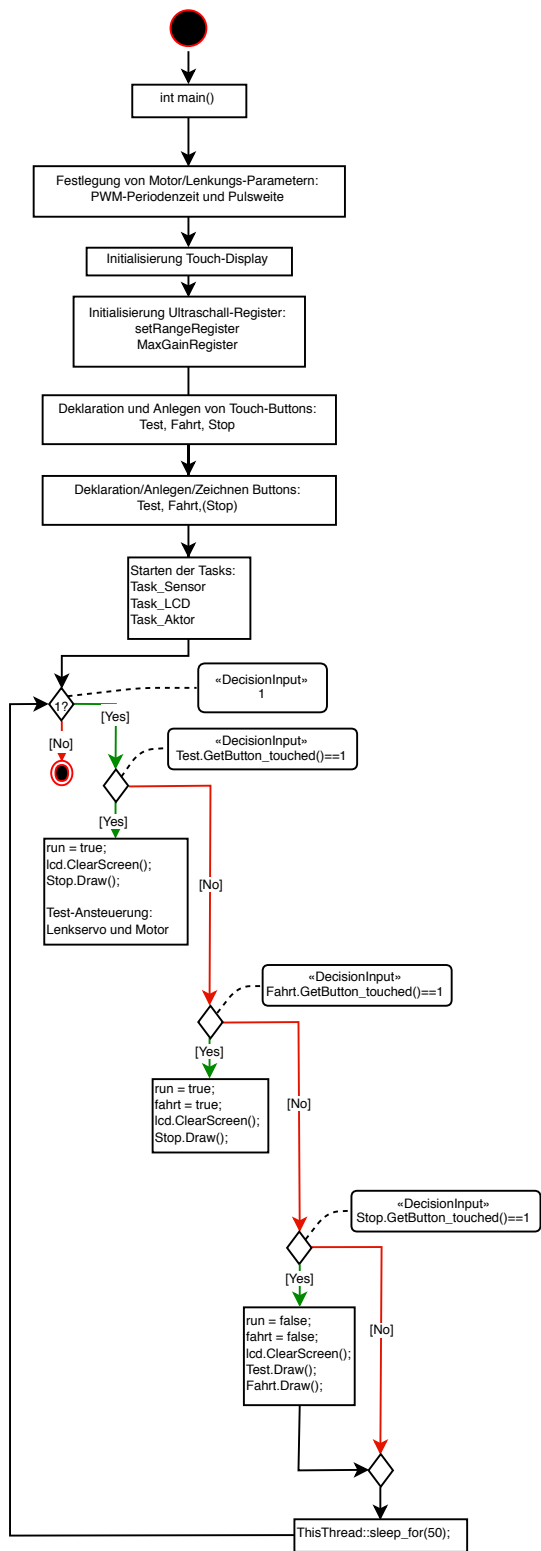 int main()
Festlegung von Motor/Lenkungs-Parametern:
PWM-Periodenzeit und Pulsweite
Initialisierung Touch-Display
Initialisierung Ultraschall-Register:
setRangeRegister
MaxGainRegister
Deklaration und Anlegen von Touch-Buttons:
Test, Fahrt, Stop
Deklaration/Anlegen/Zeichnen Buttons:
Test, Fahrt,(Stop)
Starten der Tasks:
Task_Sensor
Task_LCD
Task_Aktor
«DecisionInput»
1
1?
[Yes]
[No]
«DecisionInput»
Test.GetButton_touched()==1
[Yes]
run = true;
lcd.ClearScreen();
Stop.Draw();
Test-Ansteuerung:
Lenkservo und Motor
[No]
«DecisionInput»
Fahrt.GetButton_touched()==1
[Yes]
run = true;
fahrt = true;
lcd.ClearScreen();
Stop.Draw();
[No]
«DecisionInput»
Stop.GetButton_touched()==1
[Yes]
run = false;
fahrt = false;
lcd.ClearScreen();
Test.Draw();
Fahrt.Draw();
[No]
ThisThread::sleep_for(50);